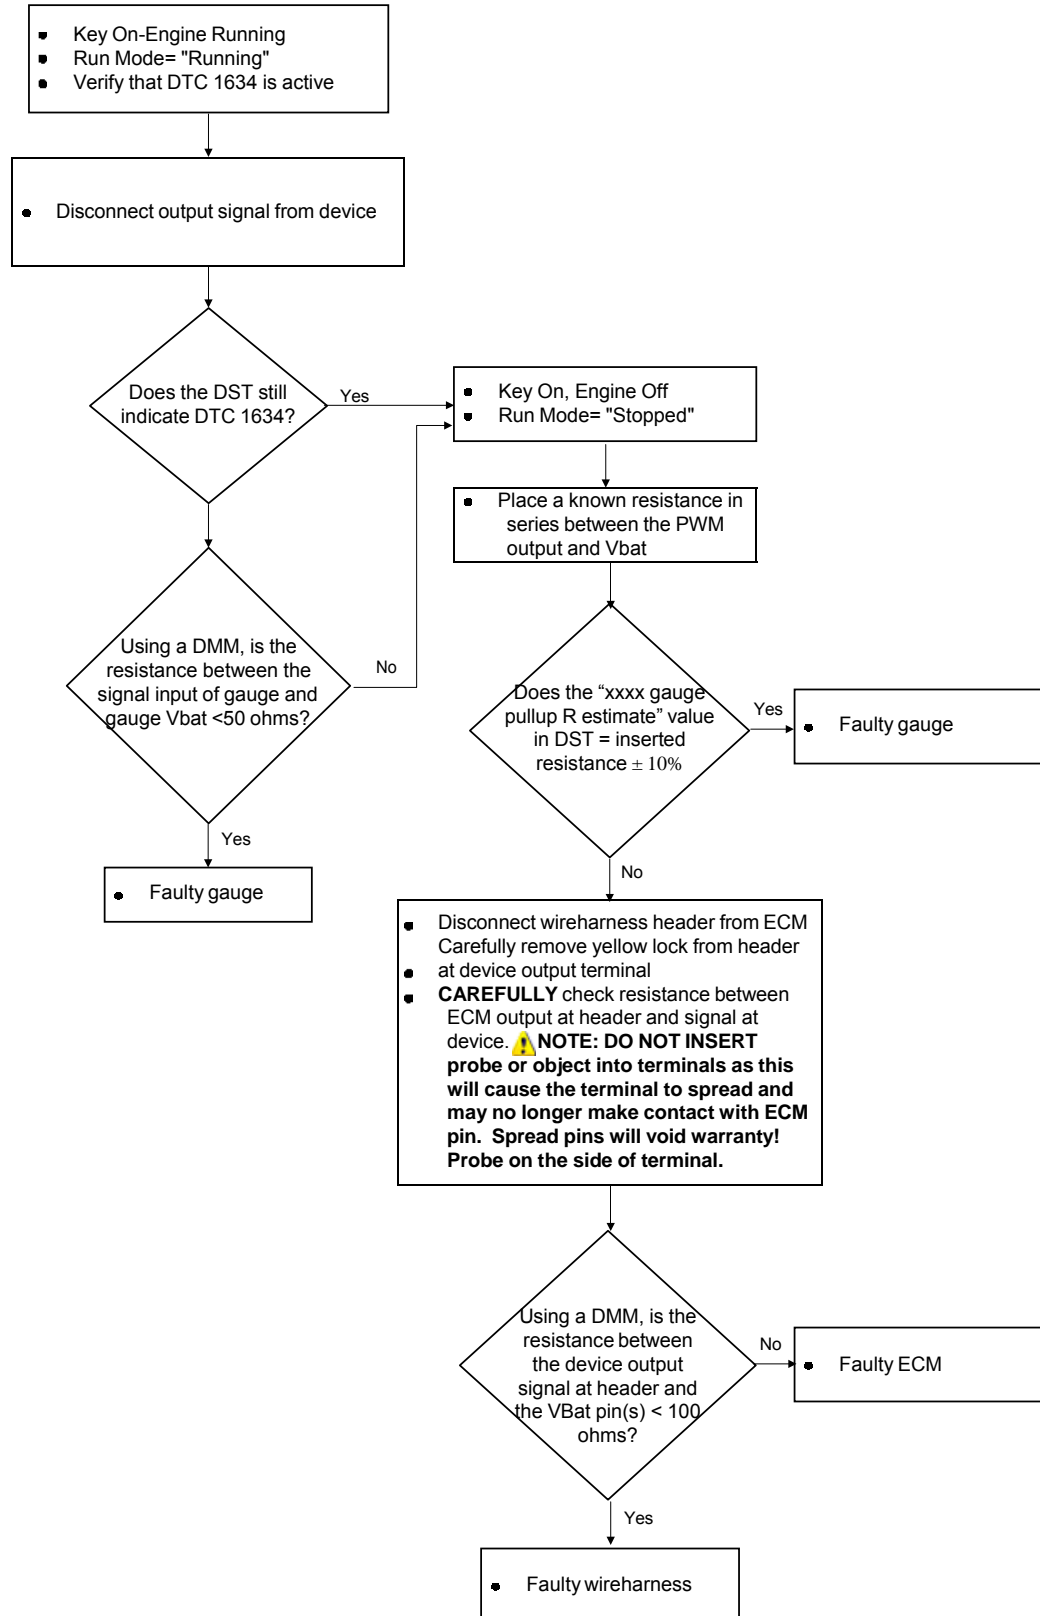 Key On-Engine Running
Run Mode= "Running"
Verify that DTC 1634 is active
Disconnect output signal from device
Does the DST still
indicate DTC 1634?
Yes
Key On, Engine Off
Run Mode= "Stopped"
Place a known resistance in
series between the PWM
output and Vbat
Using a DMM, is the
resistance between the
signal input of gauge and
gauge Vbat <50 ohms?
No
Does the “xxxx gauge
pullup R estimate” value
in DST = inserted
resistance ± 10%
Yes
Faulty gauge
Yes
Faulty gauge
No
Disconnect wireharness header from ECM
Carefully remove yellow lock from header
at device output terminal
CAREFULLY check resistance between
ECM output at header and signal at
device. NOTE: DO NOT INSERT
probe or object into terminals as this
will cause the terminal to spread and
may no longer make contact with ECM
pin. Spread pins will void warranty!
Probe on the side of terminal.
Using a DMM, is the
resistance between
the device output
signal at header and
the VBat pin(s) < 100
ohms?
No
Faulty ECM
Yes
Faulty wireharness